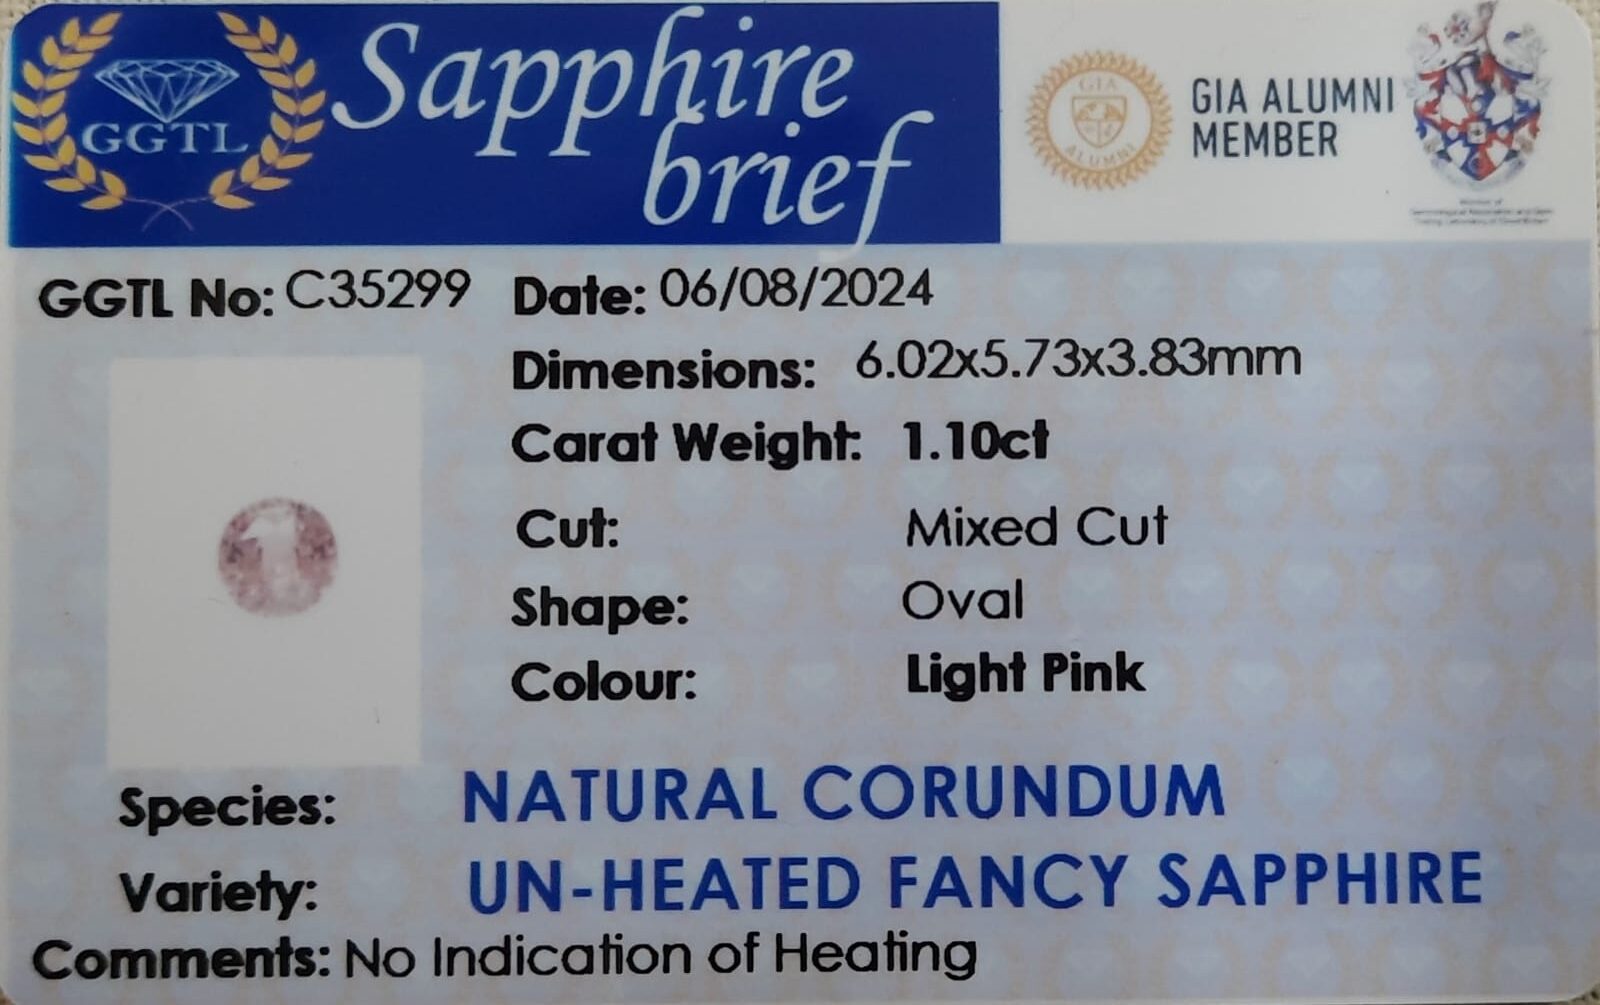 GGTL
Sapphire
brief
GIA
ALUMNI
GIA ALUMNI
MEMBER
GGTL No: C35299 Date: 06/08/2024
Dimensions: 6.02x5.73x3.83mm
Carat Weight: 1.10ct
Cut: Mixed Cut
Shape: Oval
Colour: Light Pink
Species: NATURAL CORUNDUM
Variety: UN-HEATED FANCY SAPPHIRE
Comments: No Indication of Heating